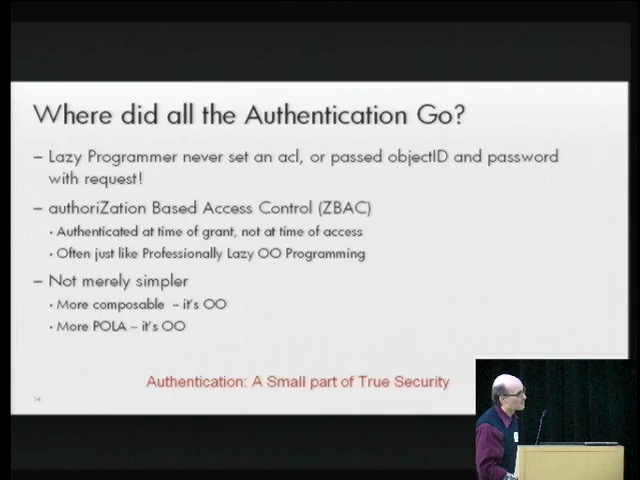 Where did all the Authentication Go?
– Lazy Programmer never set an acl, or passed objectID and password
with request!
– authoriZation Based Access Control (ZBAC)
• Authenticated at time of grant, not at time of access
• Often just like Professionally Lazy OO Programming
– Not merely simpler
• More composable – it's OO
• More POLA – it's OO
Authentication: A Small part of True Security
14